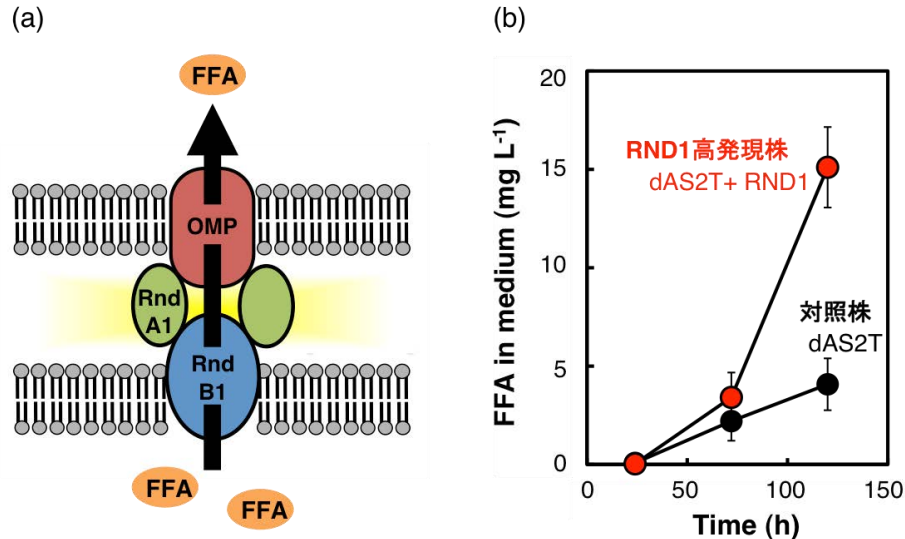 (a)
FFA
OMP
Rnd
A1
Rnd
B1
FFA
FFA
(b)
FFA in medium (mg L-1)
20
15
10
5
0
RND1高発現株
dAS2T+ RND1
対照株
dAS2T
0
50
100
150
Time (h)